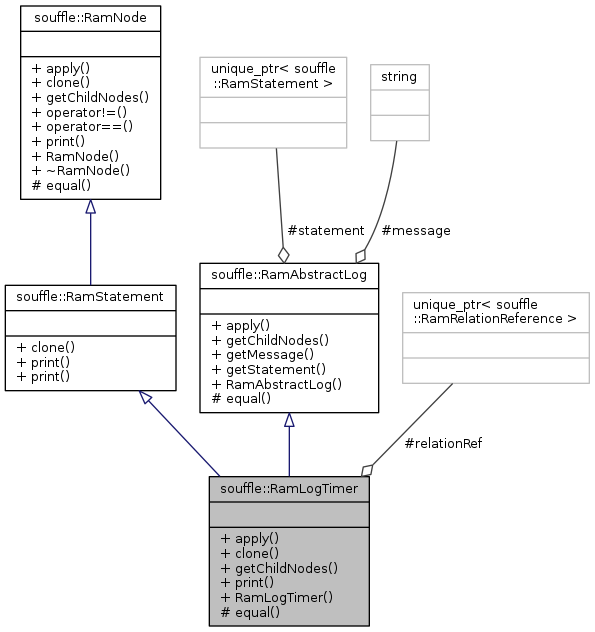 souffle::RamNode
+ apply()
+ clone()
+ getChildNodes()
+ operator!=()
+ operator==()
+ print()
+ RamNode()
+ ~RamNode()
# equal()
unique_ptr< souffle
::RamStatement >
string
#statement
#message
souffle::RamStatement
+ clone()
+ print()
+ print()
souffle::RamAbstractLog
+ apply()
+ getChildNodes()
+ getMessage()
+ getStatement()
+ RamAbstractLog()
# equal()
unique_ptr< souffle
::RamRelationReference >
#relationRef
souffle::RamLogTimer
+ apply()
+ clone()
+ getChildNodes()
+ print()
+ RamLogTimer()
# equal()